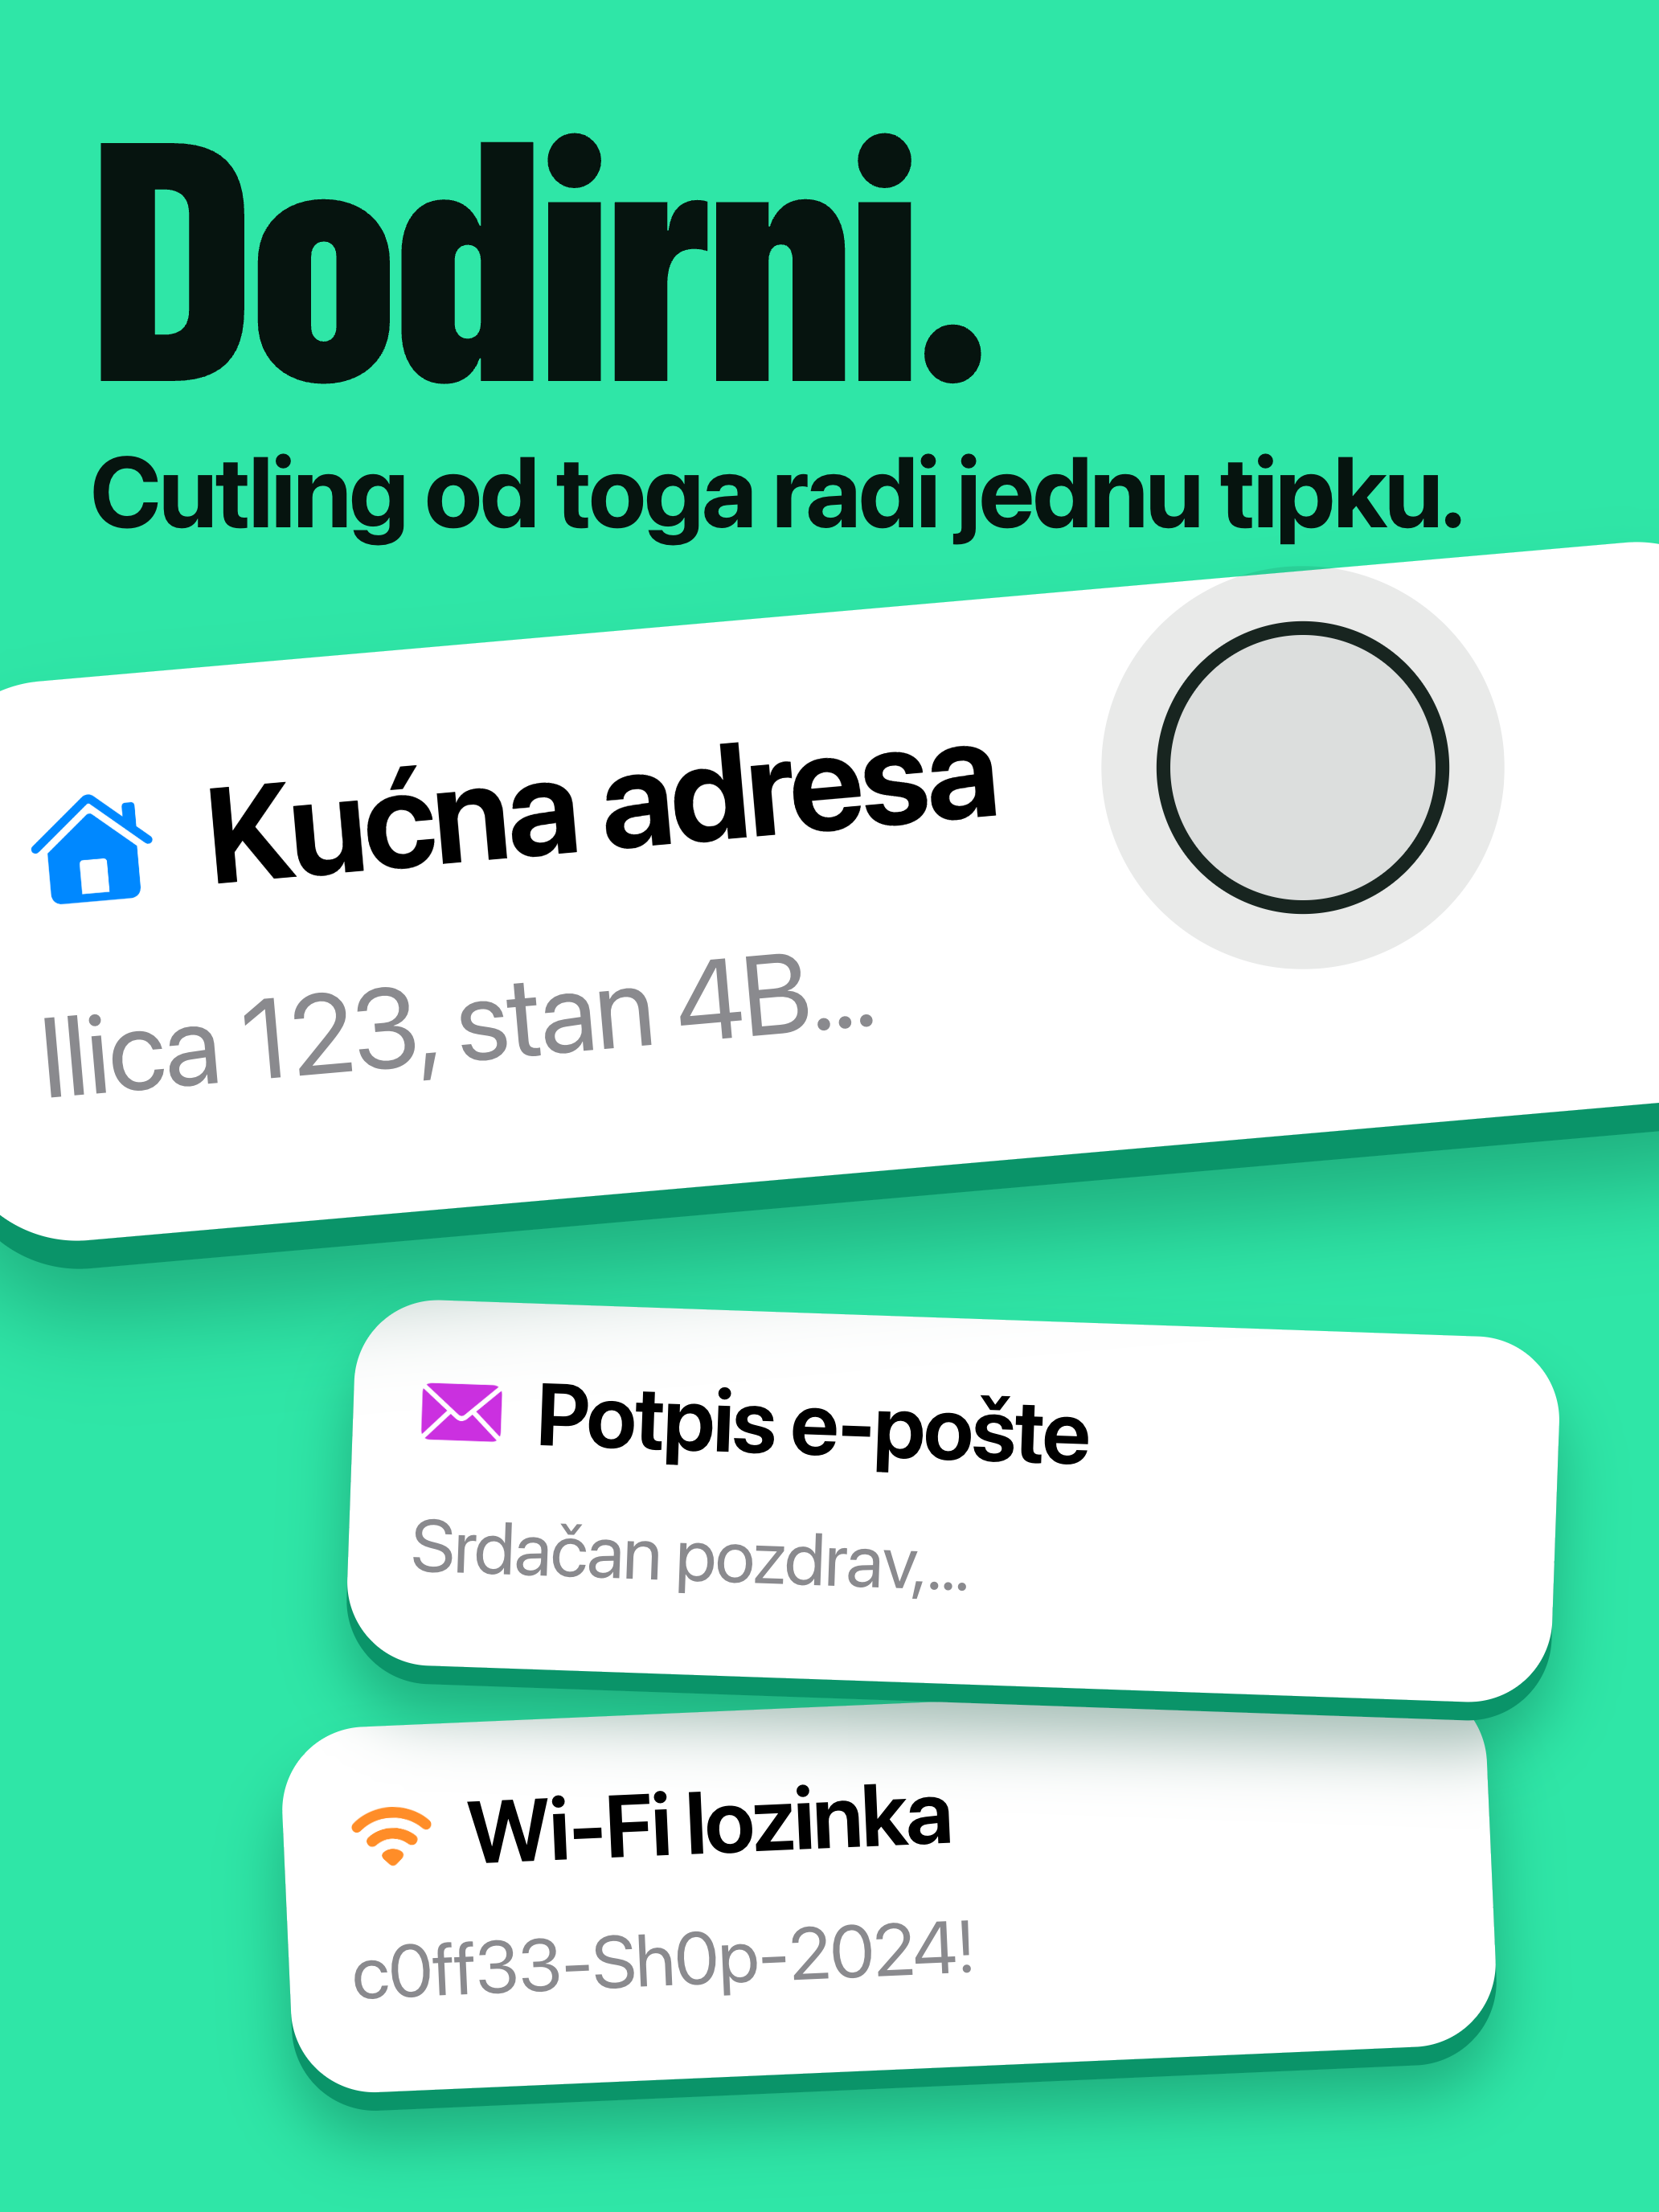 Dodirni.
Cutling od toga radi jednu tipku.
Kućna adresa
Ilica 123, stan 4B...
Potpis e-pošte
Srdačan pozdrav,...
Wi-Fi lozinka
c0ff33-Sh0p-2024!